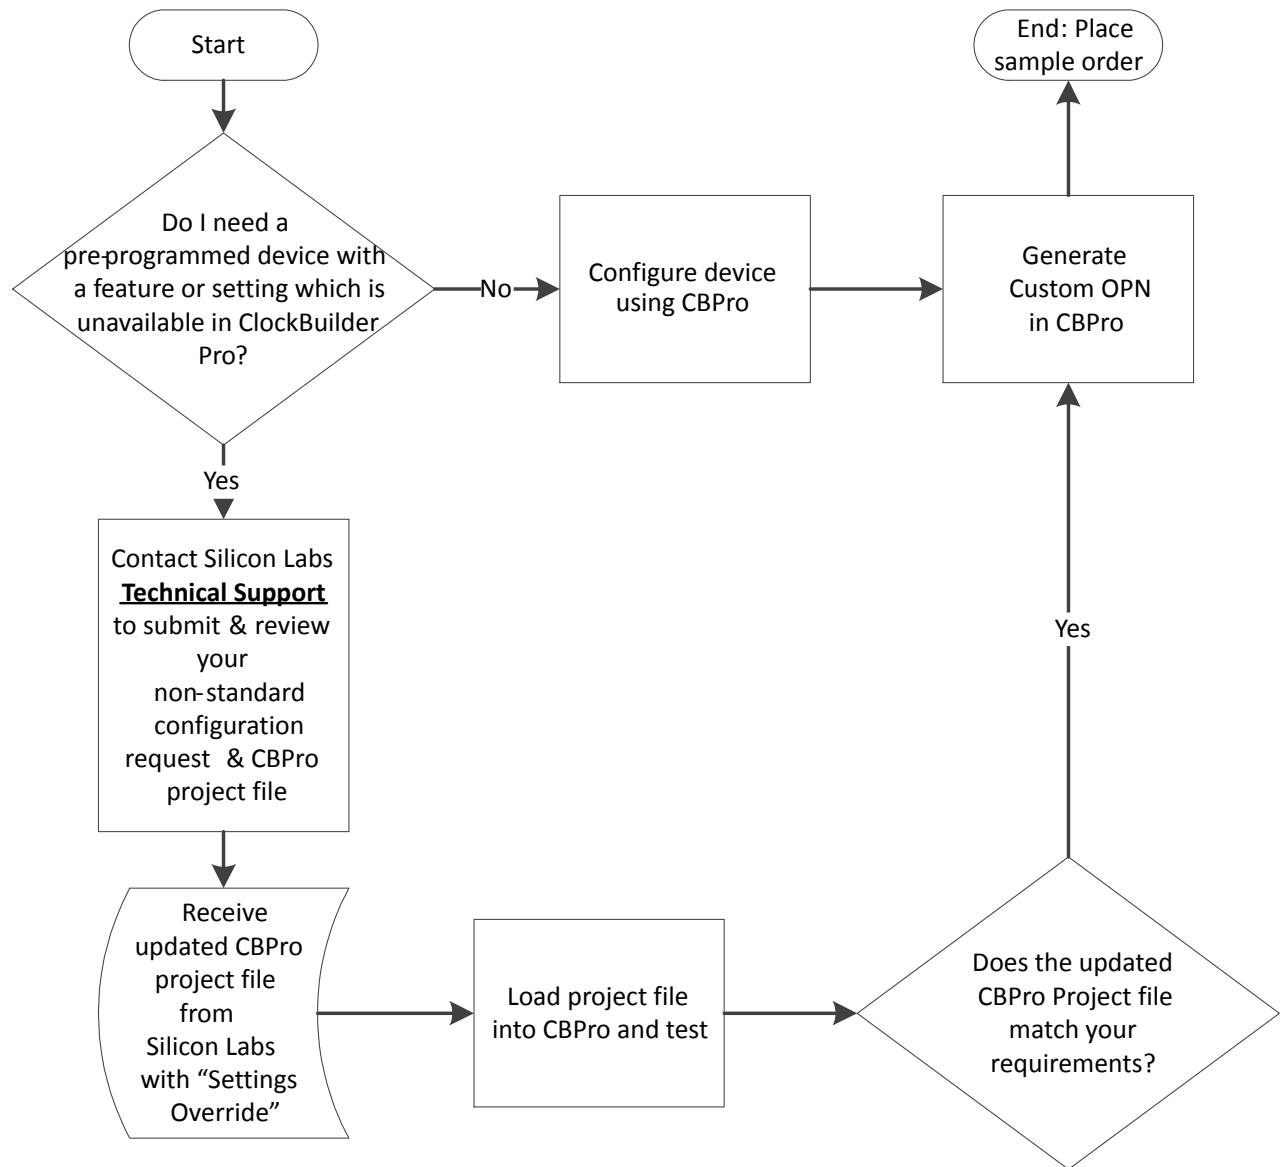 Start
End: Place
sample order
Do I need a
pre-programmed device with
a feature or setting which is
unavailable in ClockBuilder
Pro?
No
Configure device
using CBPro
Generate
Custom OPN
in CBPro
Yes
Contact Silicon Labs
Technical Support
to submit & review
your
non-standard
configuration
request & CBPro
project file
Yes
Receive
updated CBPro
project file
from
Silicon Labs
with “Settings
Override”
Load project file
into CBPro and test
Does the updated
CBPro Project file
match your
requirements?